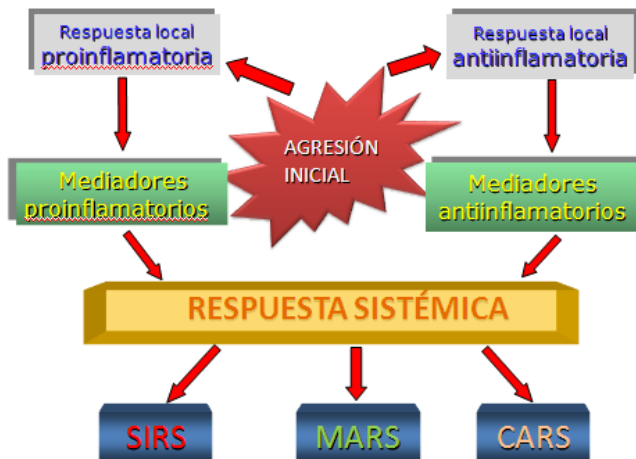 Respuesta local
proinflamatoria
Respuesta local
antiinflamatoria
AGRESIÓN
INICIAL
Mediadores
proinflamatorios
Mediadores
antiinflamatorios
RESPUESTA SISTÉMICA
SIRS
MARS
CARS